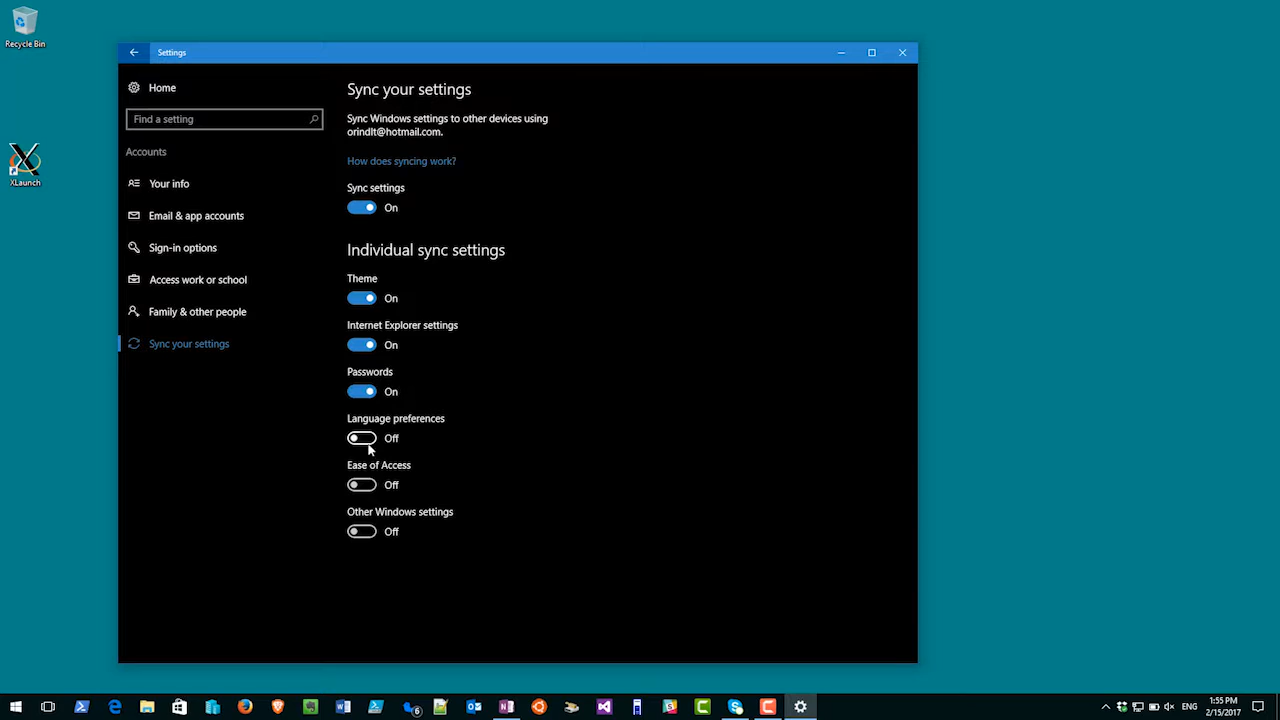 Recycle Bin
XLaunch
Settings
Home
Find a setting
Accounts
Your info
Email & app accounts
Sign-in options
Access work or school
Family & other people
Sync your settings
Sync your settings
Sync Windows settings to other devices using
orindlt@hotmail.com.
How does syncing work?
Sync settings
On
Individual sync settings
Theme
On
Internet Explorer settings
On
Passwords
On
Language preferences
Off
Ease of Access
Off
Other Windows settings
Off
6
ENG
1:55 PM
2/15/2017